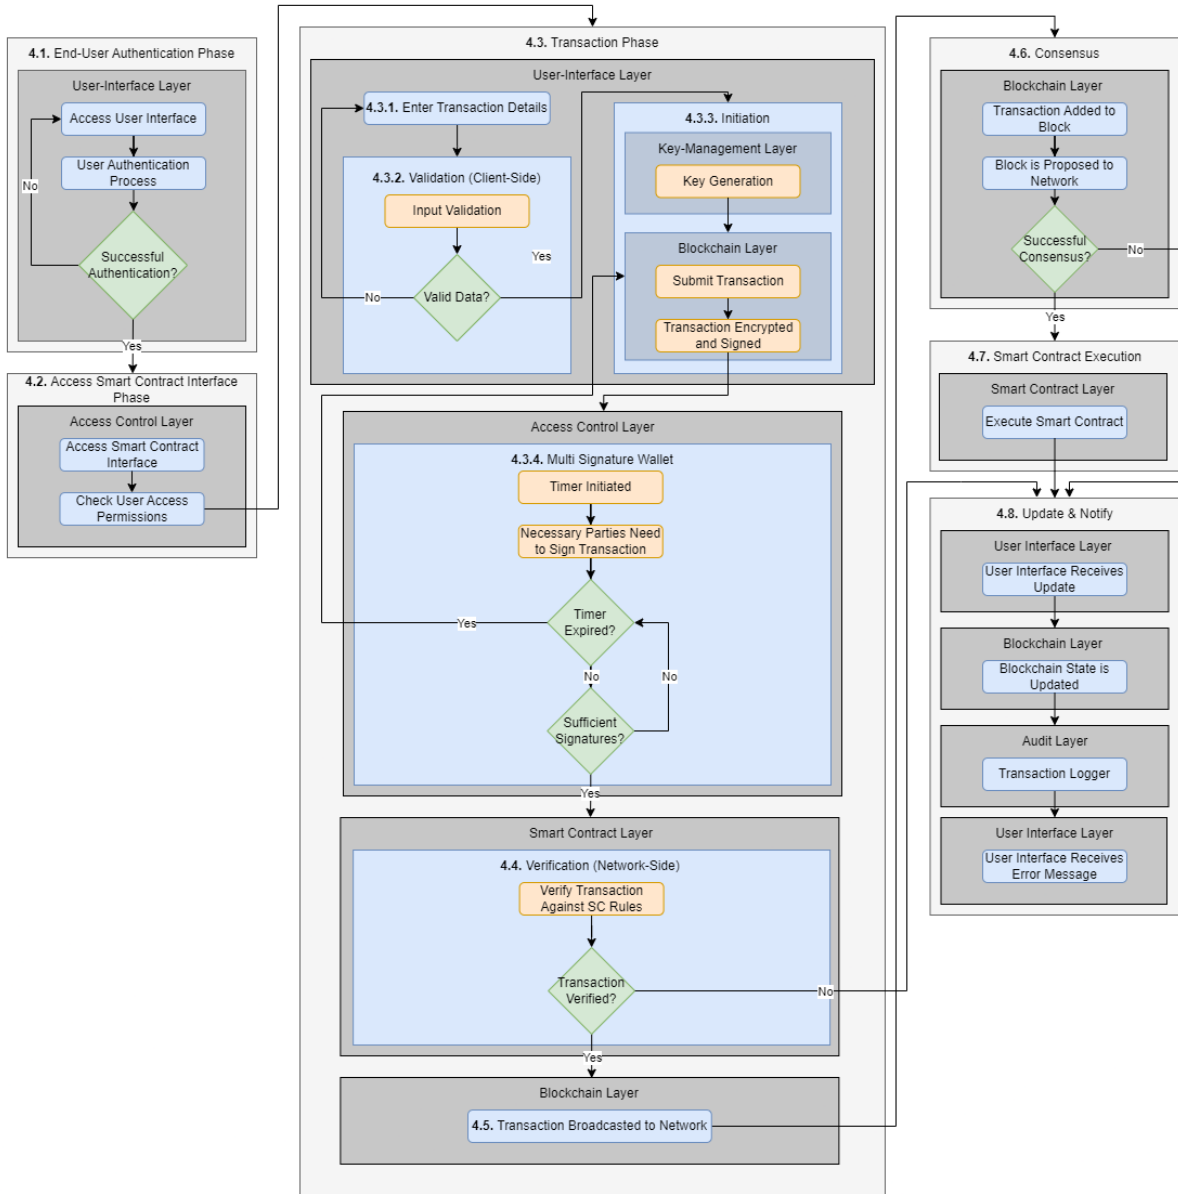 4.1. End-User Authentication Phase
User-Interface Layer
Access User Interface
User Authentication
Process
No
Successful
Authentication?
Yes
4.2. Access Smart Contract Interface
Phase
Access Control Layer
Access Smart Contract
Interface
Check User Access
Permissions
4.3. Transaction Phase
User-Interface Layer
4.3.1. Enter Transaction Details
4.3.2. Validation (Client-Side)
Input Validation
Yes
Valid Data?
No
4.3.3. Initiation
Key-Management Layer
Key Generation
Blockchain Layer
Submit Transaction
Transaction Encrypted
and Signed
Access Control Layer
4.3.4. Multi Signature Wallet
Timer Initiated
Necessary Parties Need
to Sign Transaction
Timer
Expired?
Yes
No
No
Sufficient
Signatures?
Yes
Smart Contract Layer
4.4. Verification (Network-Side)
Verify Transaction
Against SC Rules
Transaction
Verified?
No
Yes
Blockchain Layer
4.5. Transaction Broadcasted to Network
4.6. Consensus
Blockchain Layer
Transaction Added to
Block
Block is Proposed to
Network
Successful
Consensus?
No
Yes
4.7. Smart Contract Execution
Smart Contract Layer
Execute Smart Contract
4.8. Update & Notify
User Interface Layer
User Interface Receives
Update
Blockchain Layer
Blockchain State is
Updated
Audit Layer
Transaction Logger
User Interface Layer
User Interface Receives
Error Message